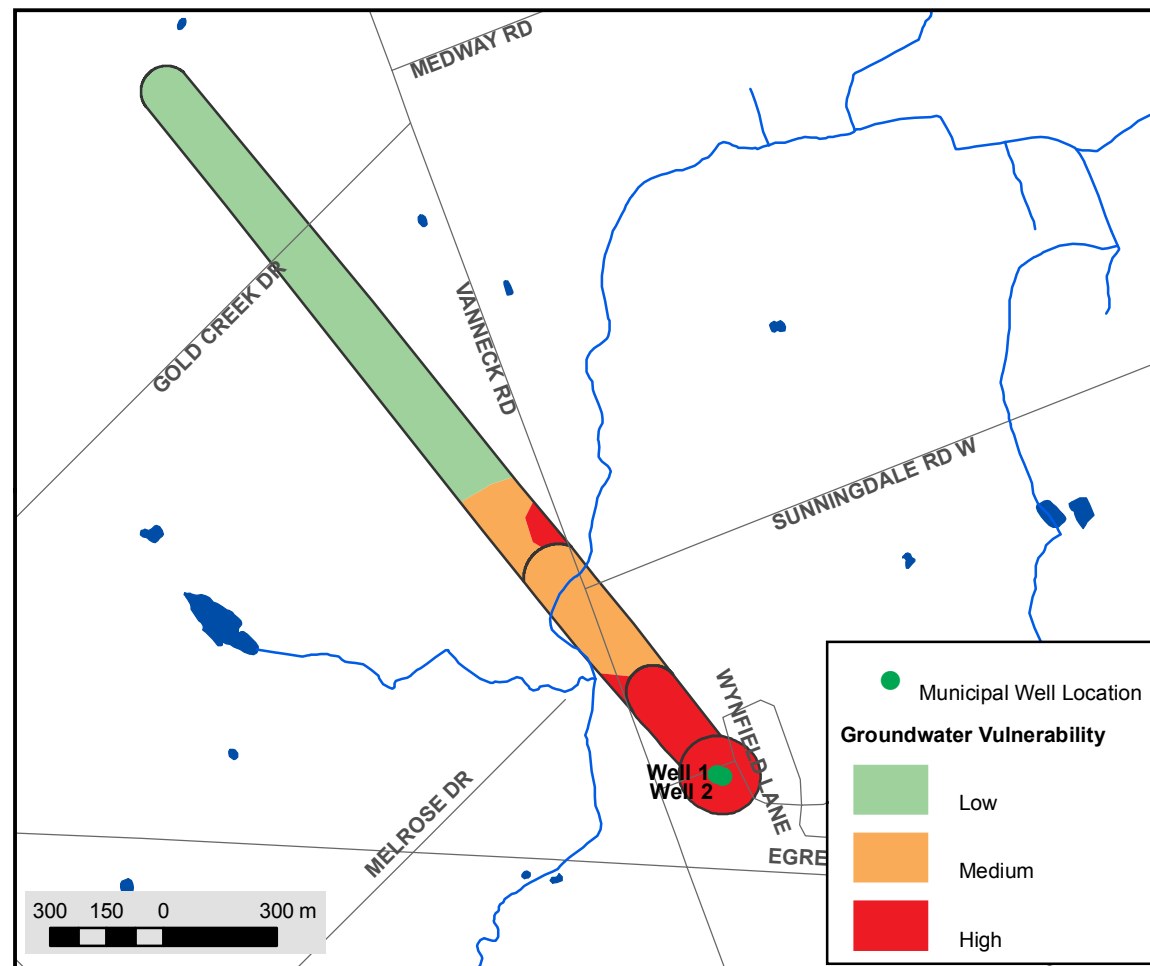 MEDWAY RD
GOLD CREEK DR
VANNECK RD
SUNNINGDALE RD W
WYNFIELD LANE
Well 1
Well 2
MELROSE DR
EGRE
300 150 0 300 m
Municipal Well Location
Groundwater Vulnerability
Low
Medium
High